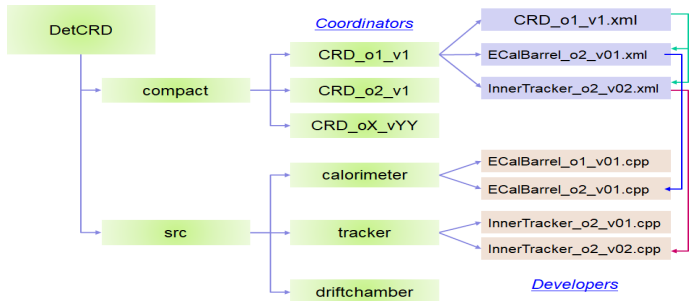 Coordinators
DetCRD
compact
CRD_o1_v1
CRD_o2_v1
CRD_oX_vYY
CRD_o1_v1.xml
ECalBarrel_o2_v01.xml
InnerTracker_o2_v02.xml
src
calorimeter
tracker
driftchamber
ECalBarrel_o1_v01.cpp
ECalBarrel_o2_v01.cpp
InnerTracker_o2_v01.cpp
InnerTracker_o2_v02.cpp
Developers